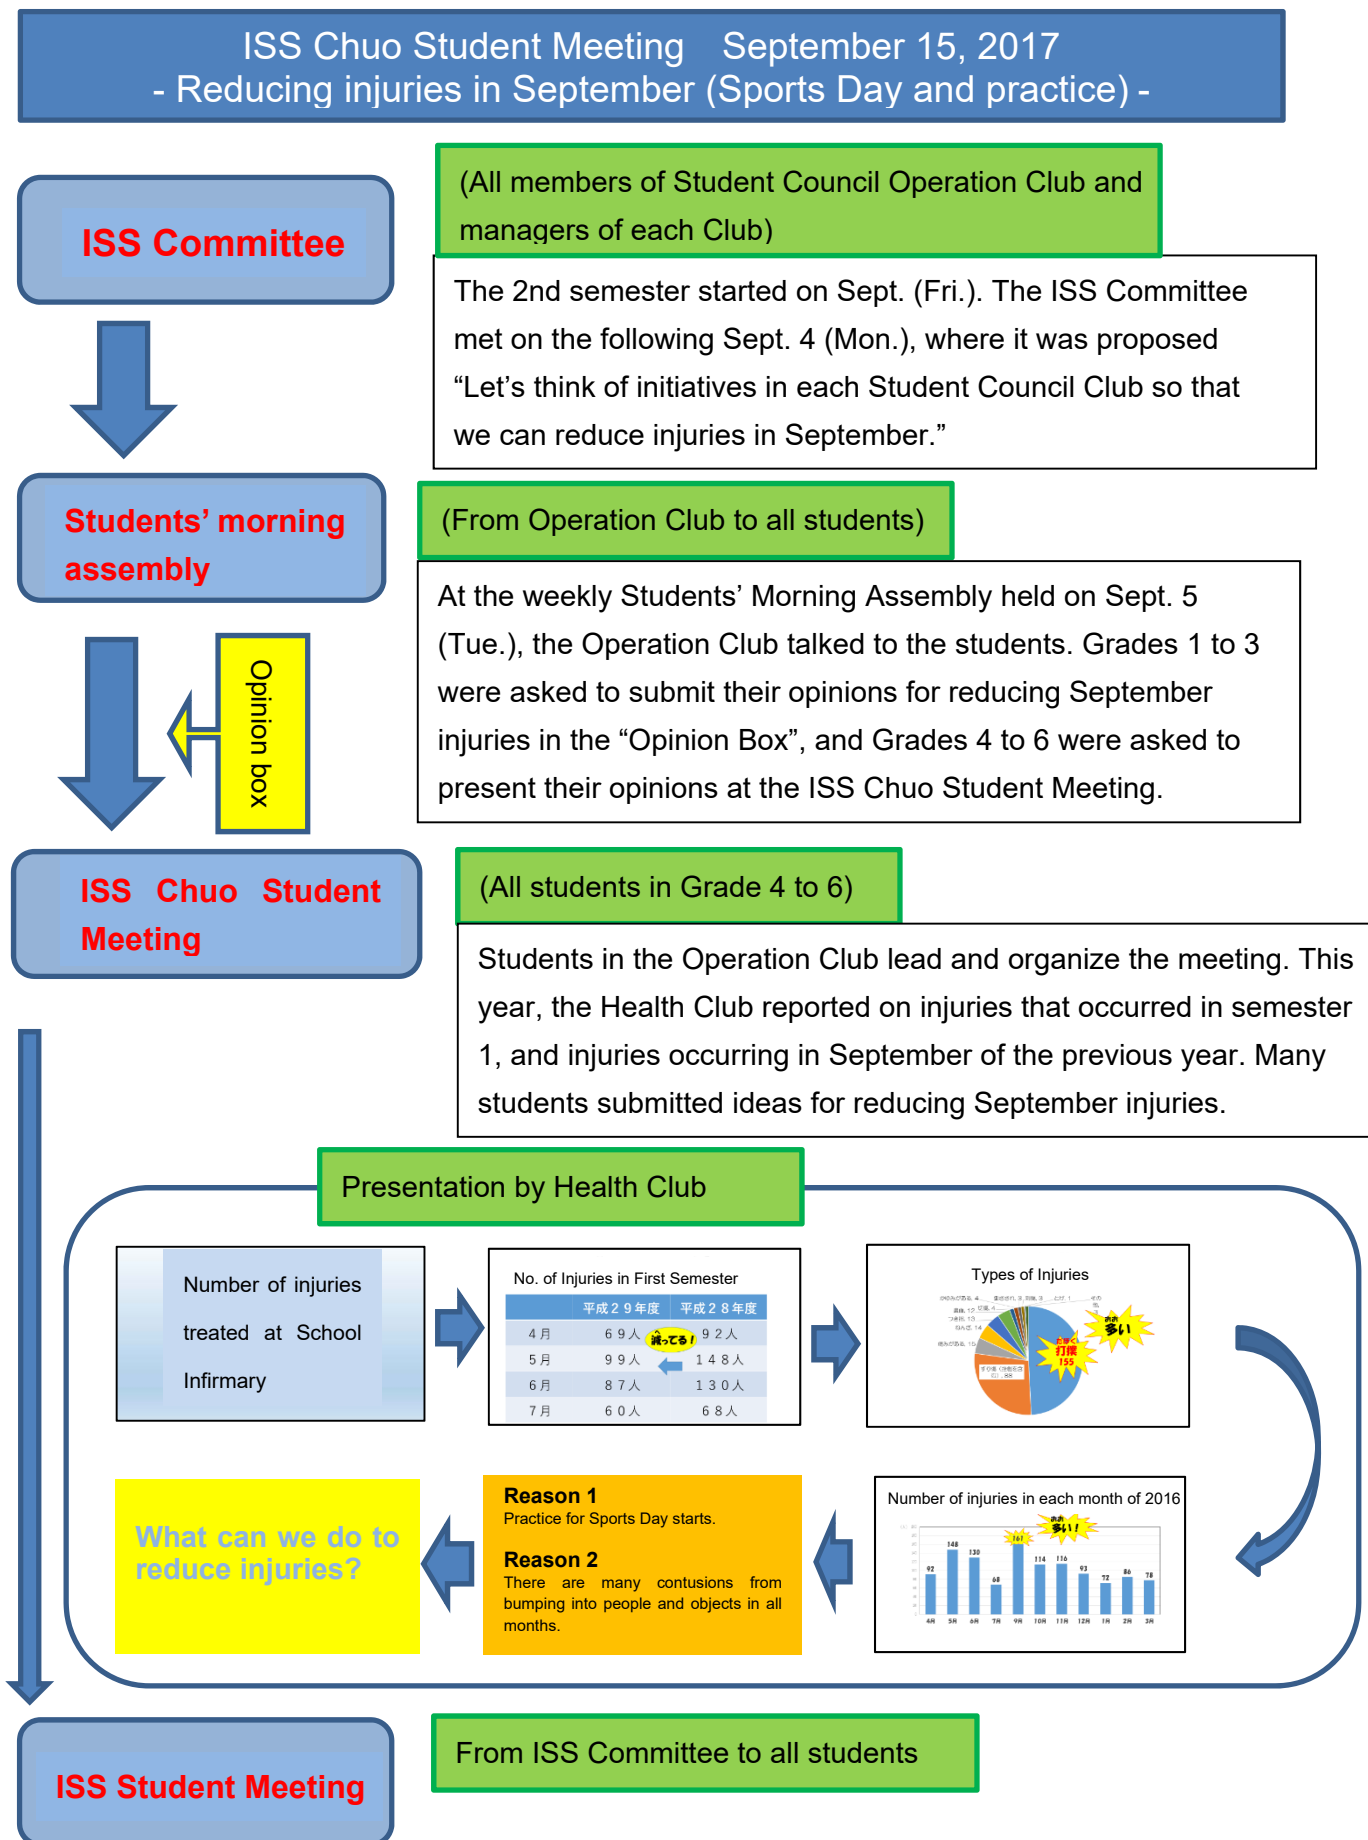 ISS Chuo Student Meeting September 15, 2017
- Reducing injuries in September (Sports Day and practice) -
ISS Committee
(All members of Student Council Operation Club and
managers of each Club)
The 2nd semester started on Sept. (Fri.). The ISS Committee
met on the following Sept. 4 (Mon.), where it was proposed
“Let’s think of initiatives in each Student Council Club so that
we can reduce injuries in September.”
Students’ morning
assembly
(From Operation Club to all students)
At the weekly Students’ Morning Assembly held on Sept. 5
(Tue.), the Operation Club talked to the students. Grades 1 to 3
were asked to submit their opinions for reducing September
injuries in the “Opinion Box”, and Grades 4 to 6 were asked to
present their opinions at the ISS Chuo Student Meeting.
Opinion box
ISS Chuo Student
Meeting
(All students in Grade 4 to 6)
Students in the Operation Club lead and organize the meeting. This
year, the Health Club reported on injuries that occurred in semester
1, and injuries occurring in September of the previous year. Many
students submitted ideas for reducing September injuries.
Presentation by Health Club
Number of injuries
treated at School
Infirmary
No. of Injuries in First Semester
平成29年度 平成28年度
4月 69人 92人
減ってる!
5月 99人 148人
6月 87人 130人
7月 60人 68人
Types of Injuries
おお
多い
だぼく
打撲
155
What can we do to
reduce injuries?
Reason 1
Practice for Sports Day starts.
Reason 2
There are many contusions from
bumping into people and objects in all
months.
Number of injuries in each month of 2016
おお
多い!
92 148 130 68 161 114 116 93 72 86 78
4月 5月 6月 7月 9月 10月 11月 12月 1月 2月 3月
ISS Student Meeting
From ISS Committee to all students